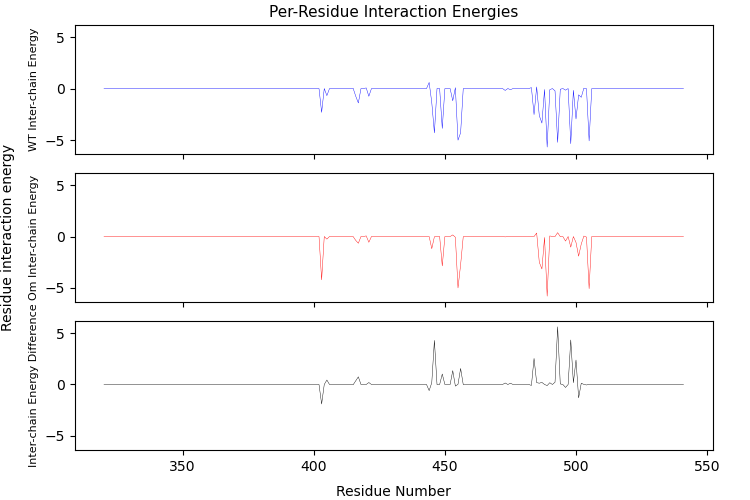 Per-Residue Interaction Energies
WT Inter-chain Energy
5
0
−5
Residue interaction energy
Om Inter-chain Energy
5
0
−5
Inter-chain Energy Difference
5
0
−5
350
400
450
500
550
Residue Number